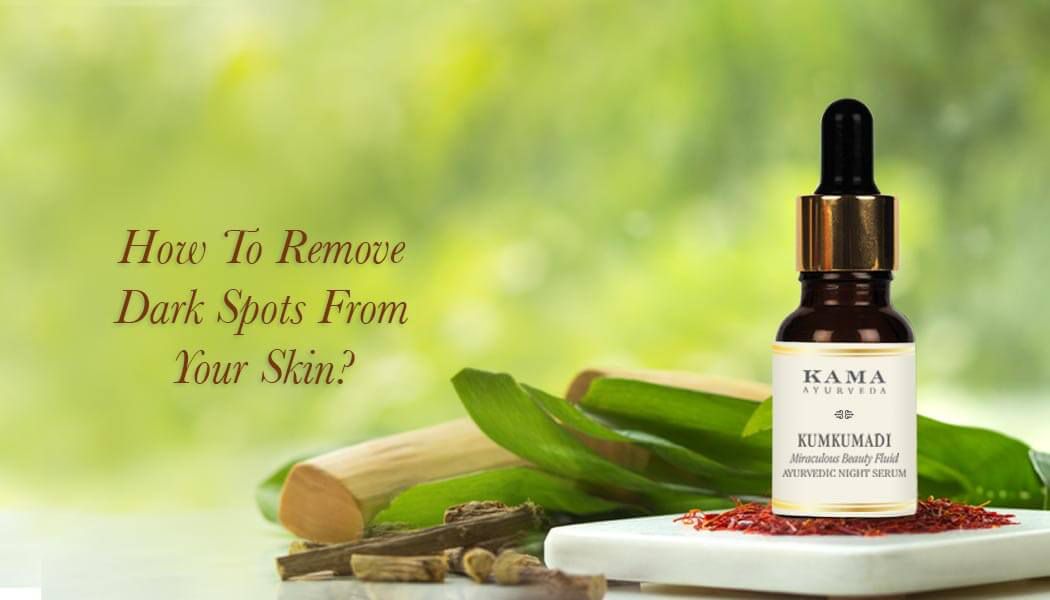 How To Remove
Dark Spots From
Your Skin?
KAMA
AYURVEDA
KUMKUMADI
Miraculous Beauty Fluid
AYURVEDIC NIGHT SERUM